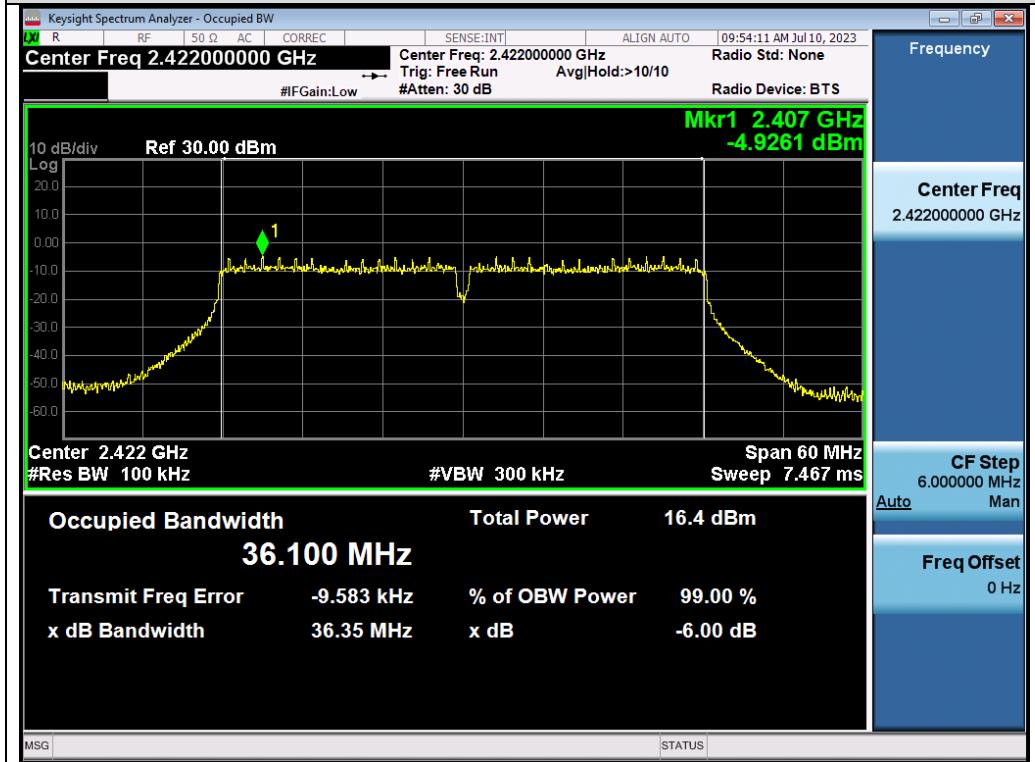 Keysight Spectrum Analyzer - Occupied BW
LXI R RF 50 Ω AC CORREC SENSE:INT ALIGN AUTO 09:54:11 AM Jul 10, 2023
Center Freq 2.422000000 GHz
Center Freq: 2.422000000 GHz
Radio Std: None
Trig: Free Run Avg|Hold:>10/10
#IFGain:Low
#Atten: 30 dB
Radio Device: BTS
Mkr1 2.407 GHz
-4.9261 dBm
10 dB/div Ref 30.00 dBm
Log
20.0
10.0
0.00
-10.0
-20.0
-30.0
-40.0
-50.0
-60.0
1
Center 2.422 GHz
Span 60 MHz
#Res BW 100 kHz
#VBW 300 kHz
Sweep 7.467 ms
Occupied Bandwidth
36.100 MHz
Total Power 16.4 dBm
Transmit Freq Error -9.583 kHz
% of OBW Power 99.00 %
x dB Bandwidth 36.35 MHz
x dB -6.00 dB
Frequency
Center Freq
2.422000000 GHz
CF Step
6.000000 MHz
Auto Man
Freq Offset
0 Hz
MSG
STATUS